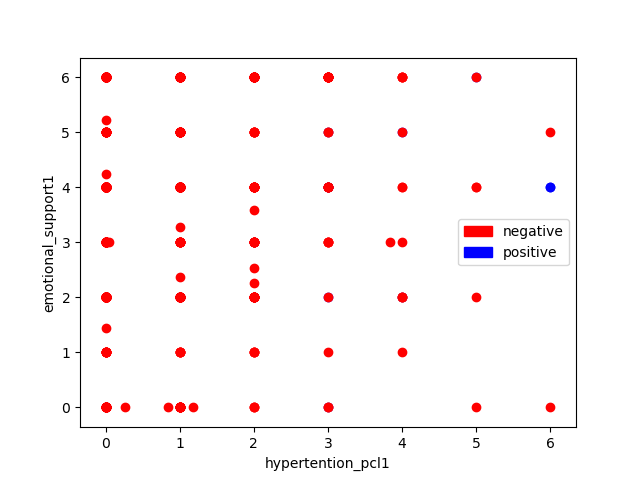 6
5
4
3
2
1
0
emotional_support1
negative
positive
0 1 2 3 4 5 6
hypertention_pcl1